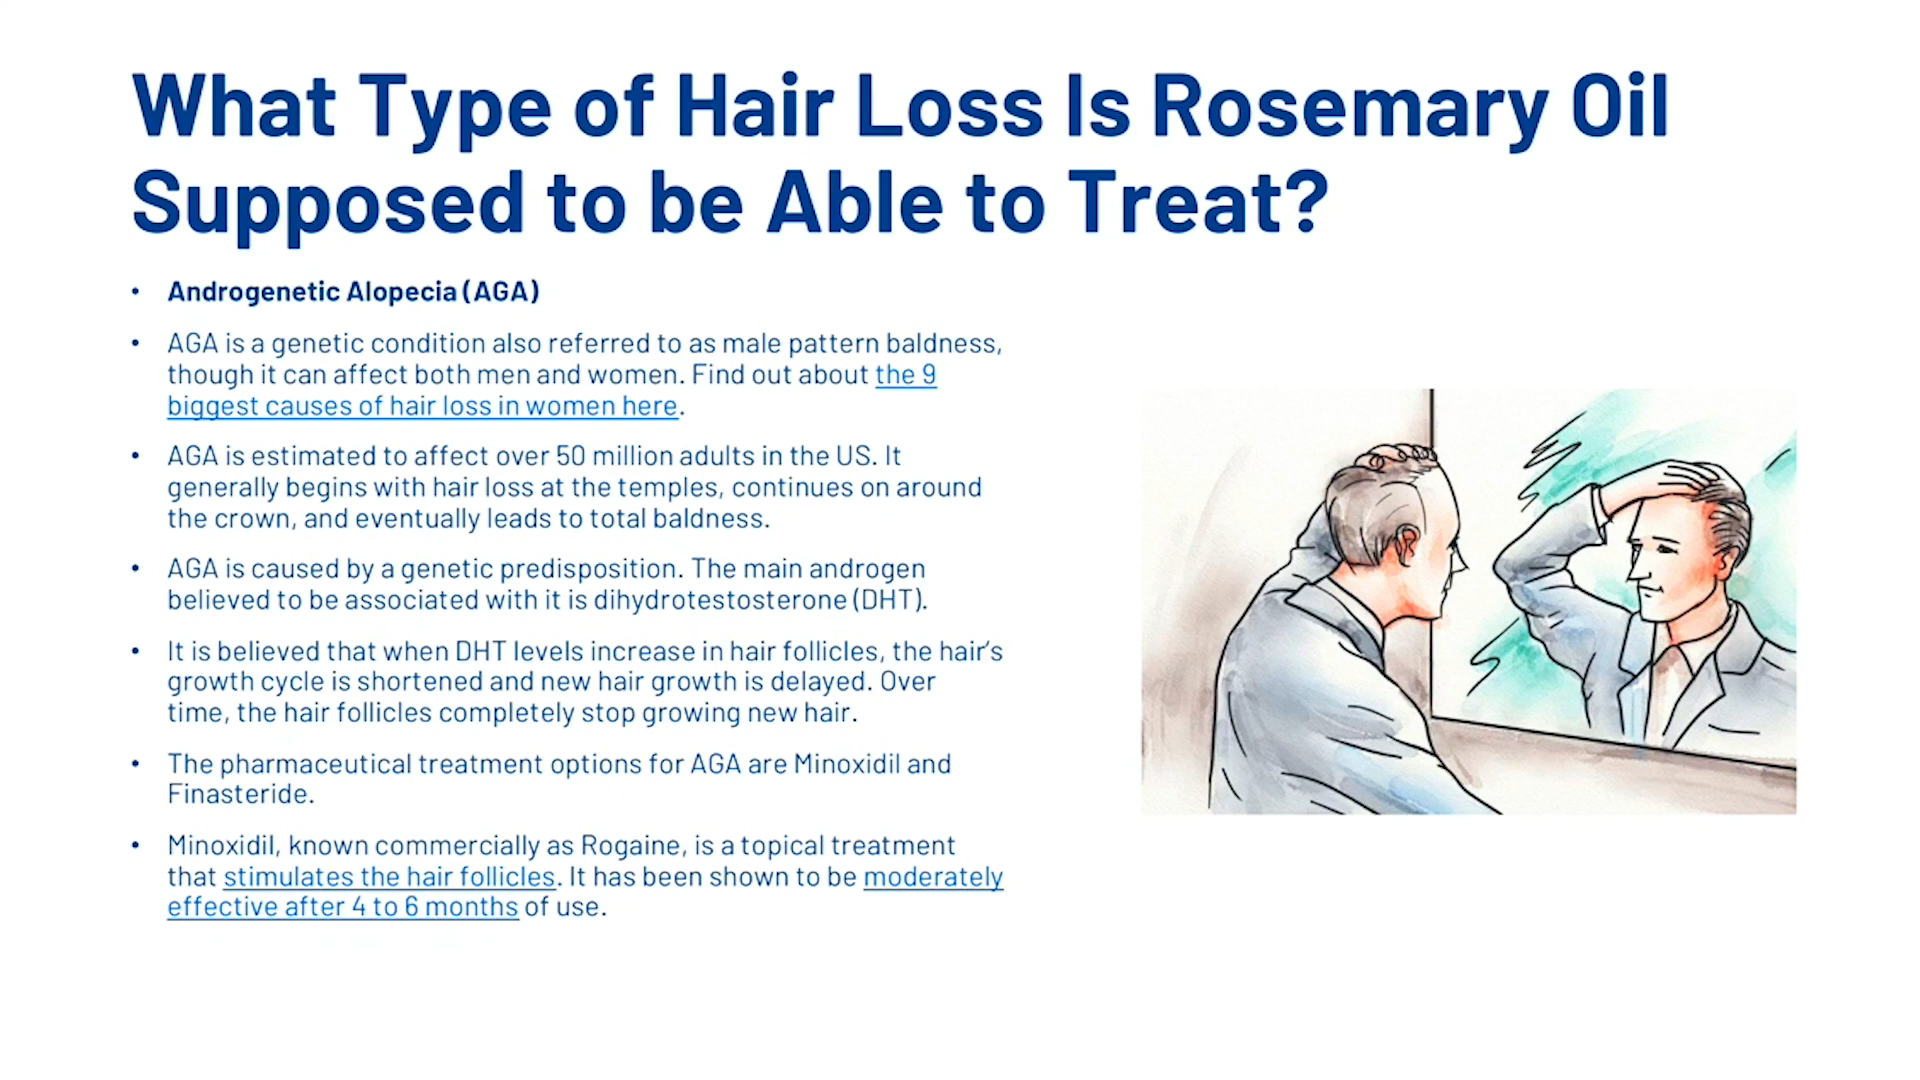 What Type of Hair Loss Is Rosemary Oil
Supposed to be Able to Treat?
• Androgenetic Alopecia (AGA)
• AGA is a genetic condition also referred to as male pattern baldness,
though it can affect both men and women. Find out about the 9
biggest causes of hair loss in women here.
• AGA is estimated to affect over 50 million adults in the US. It
generally begins with hair loss at the temples, continues on around
the crown, and eventually leads to total baldness.
• AGA is caused by a genetic predisposition. The main androgen
believed to be associated with it is dihydrotestosterone (DHT).
• It is believed that when DHT levels increase in hair follicles, the hair’s
growth cycle is shortened and new hair growth is delayed. Over
time, the hair follicles completely stop growing new hair.
• The pharmaceutical treatment options for AGA are Minoxidil and
Finasteride.
• Minoxidil, known commercially as Rogaine, is a topical treatment
that stimulates the hair follicles. It has been shown to be moderately
effective after 4 to 6 months of use.